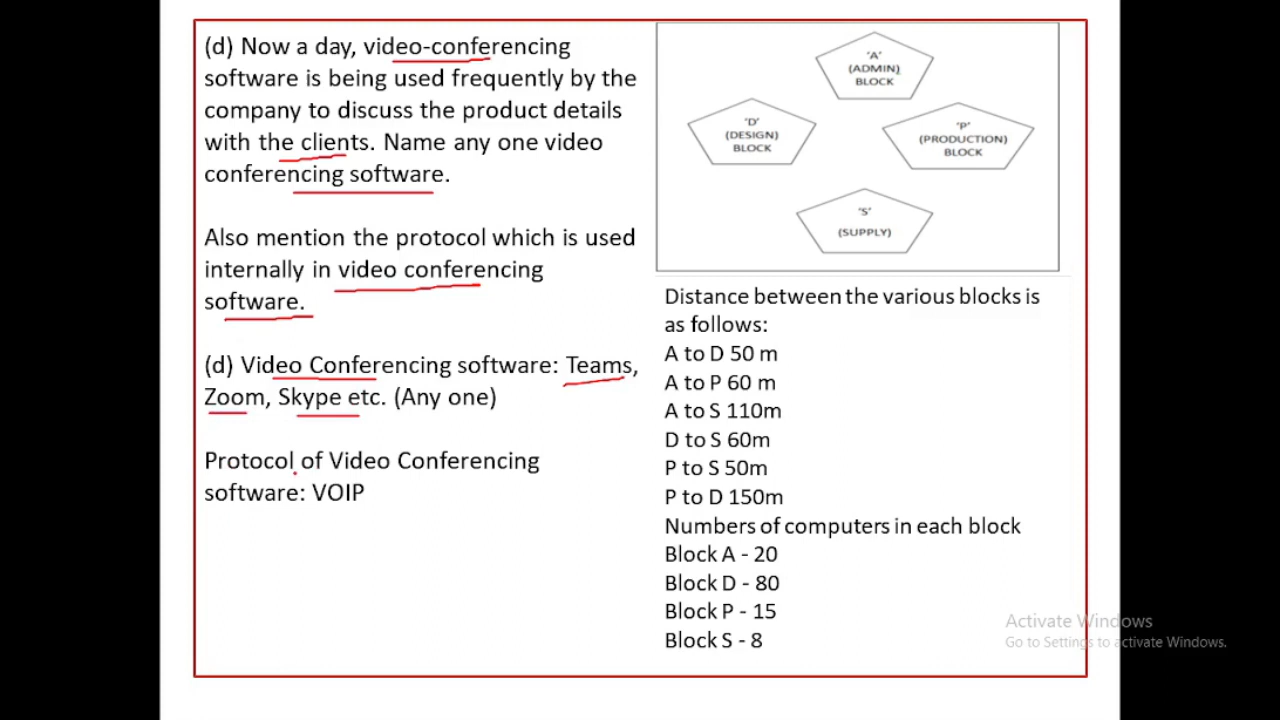 (d) Now a day, video-conferencing
software is being used frequently by the
company to discuss the product details
with the clients. Name any one video
conferencing software.
Also mention the protocol which is used
internally in video conferencing
software.
(d) Video Conferencing software: Teams,
Zoom, Skype etc. (Any one)
Protocol of Video Conferencing
software: VOIP
'A'
(ADMIN)
BLOCK
'D'
(DESIGN)
BLOCK
'P'
(PRODUCTION)
BLOCK
'S'
(SUPPLY)
Distance between the various blocks is
as follows:
A to D 50 m
A to P 60 m
A to S 110m
D to S 60m
P to S 50m
P to D 150m
Numbers of computers in each block
Block A - 20
Block D - 80
Block P - 15
Block S - 8
Activate Windows
Go to Settings to activate Windows.